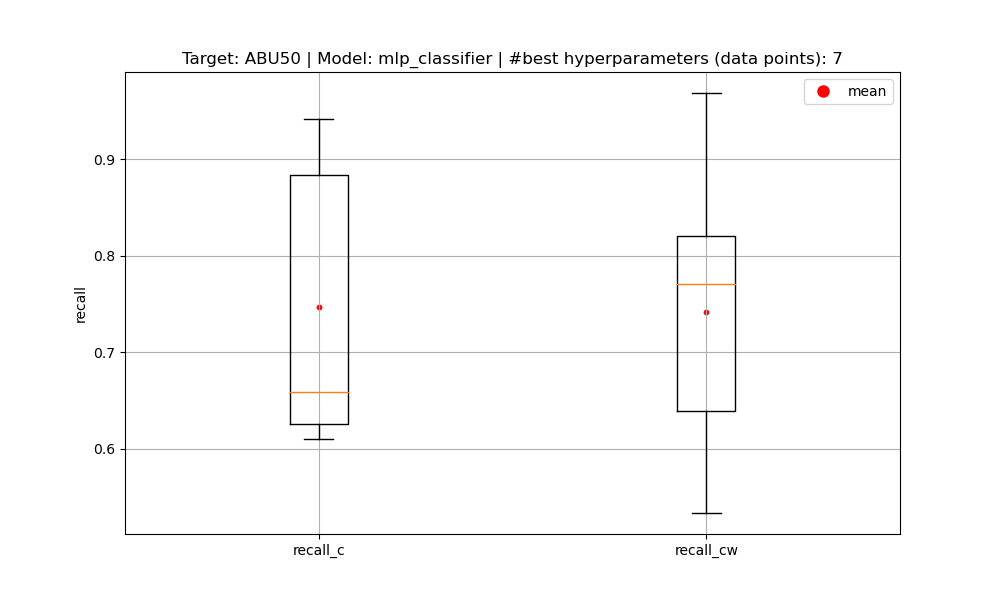 Target: ABU50 | Model: mlp_classifier | #best hyperparameters (data points): 7
mean
0.9
0.8
0.7
0.6
recall
recall_c
recall_cw